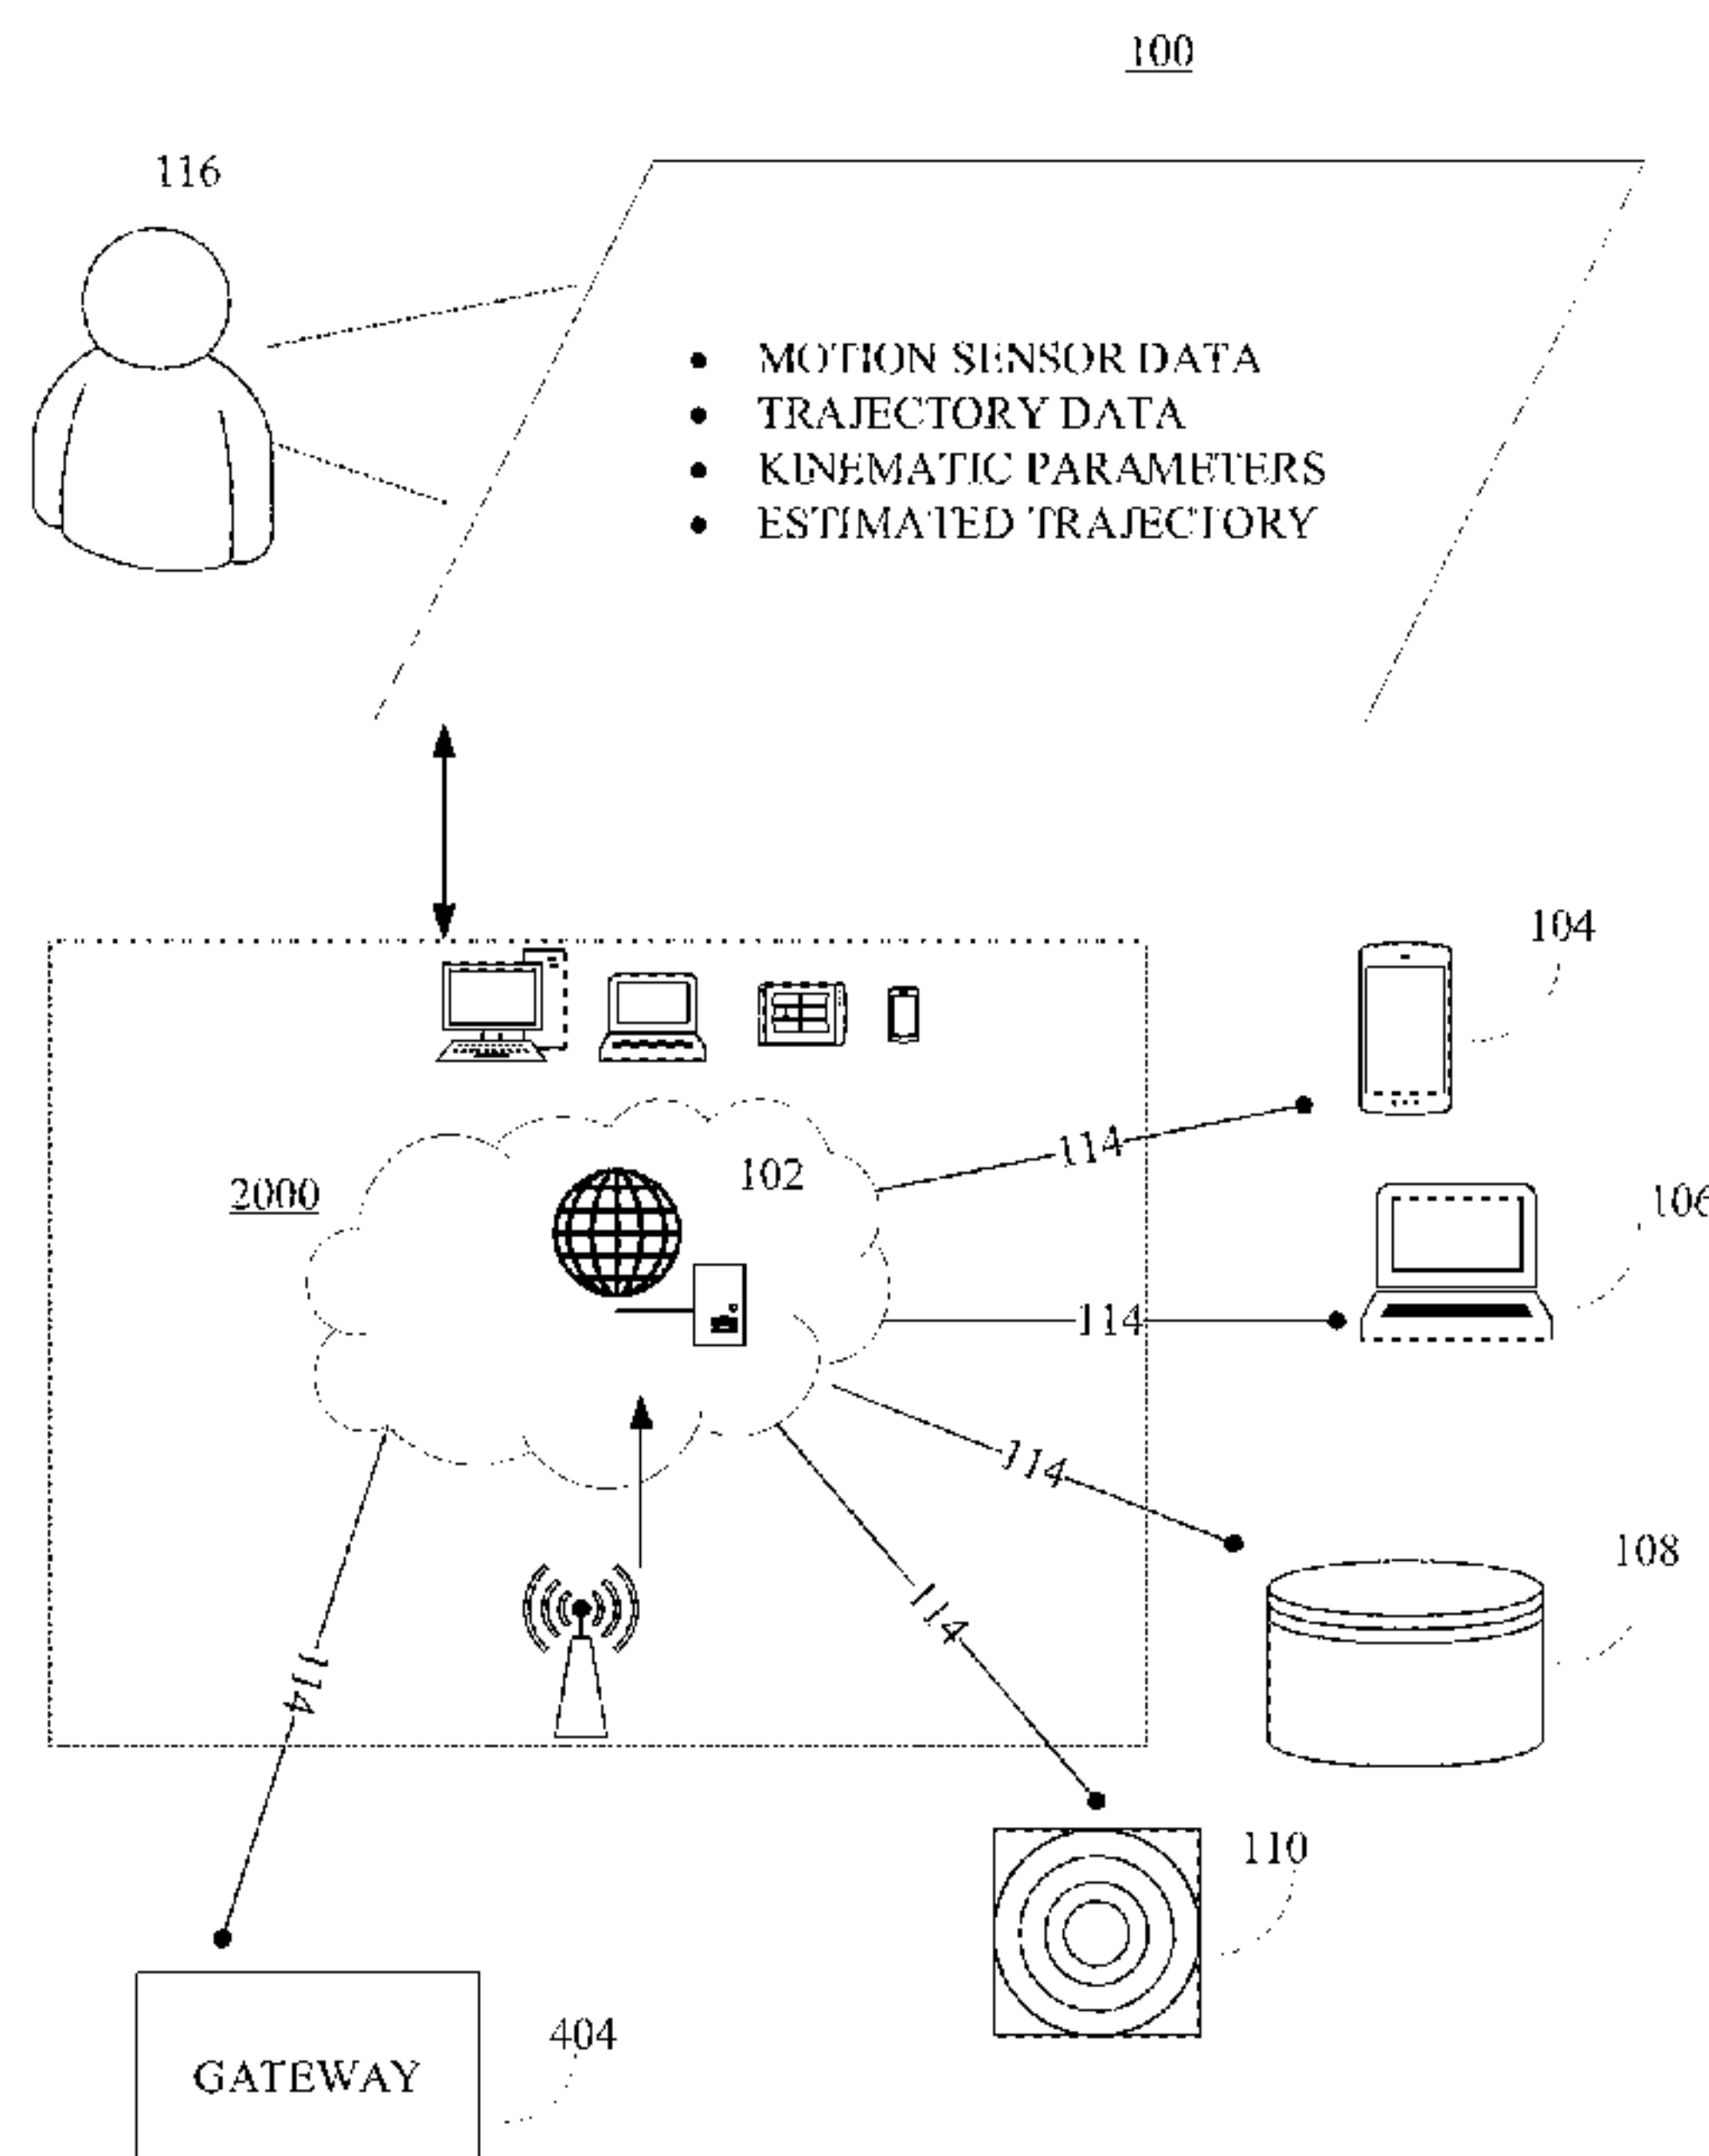 100
116
• MOTION SENSOR DATA
• TRAJECTORY DATA
• KINEMATIC PARAMETERS
• ESTIMATED TRAJECTORY
104
114
102
2000
106
114
114
108
114
114
110
404
GATEWAY